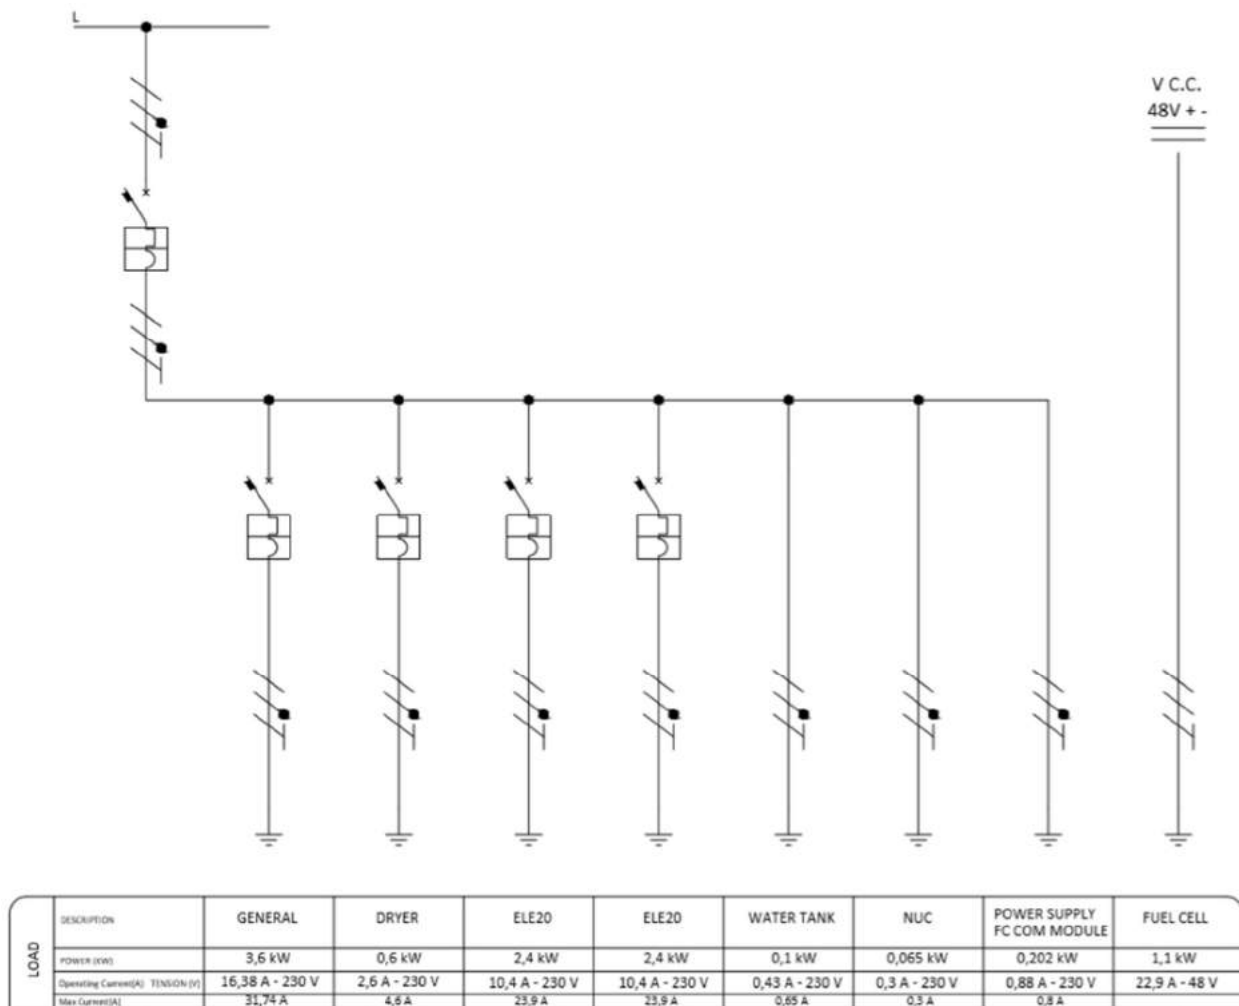 L
V C.C.
48V + -
LOAD
DESCRIPTION GENERAL DRYER ELE20 ELE20 WATER TANK NUC POWER SUPPLY FC COM MODULE FUEL CELL
POWER (KW) 3,6 kW 0,6 kW 2,4 kW 2,4 kW 0,1 kW 0,065 kW 0,202 kW 1,1 kW
Operating Current(A) TENSION (V) 16,38 A - 230 V 2,6 A - 230 V 10,4 A - 230 V 10,4 A - 230 V 0,43 A - 230 V 0,3 A - 230 V 0,88 A - 230 V 22,9 A - 48 V
Max Current(A) 31,74 A 4,6 A 23,9 A 23,9 A 0,65 A 0,3 A 0,8 A